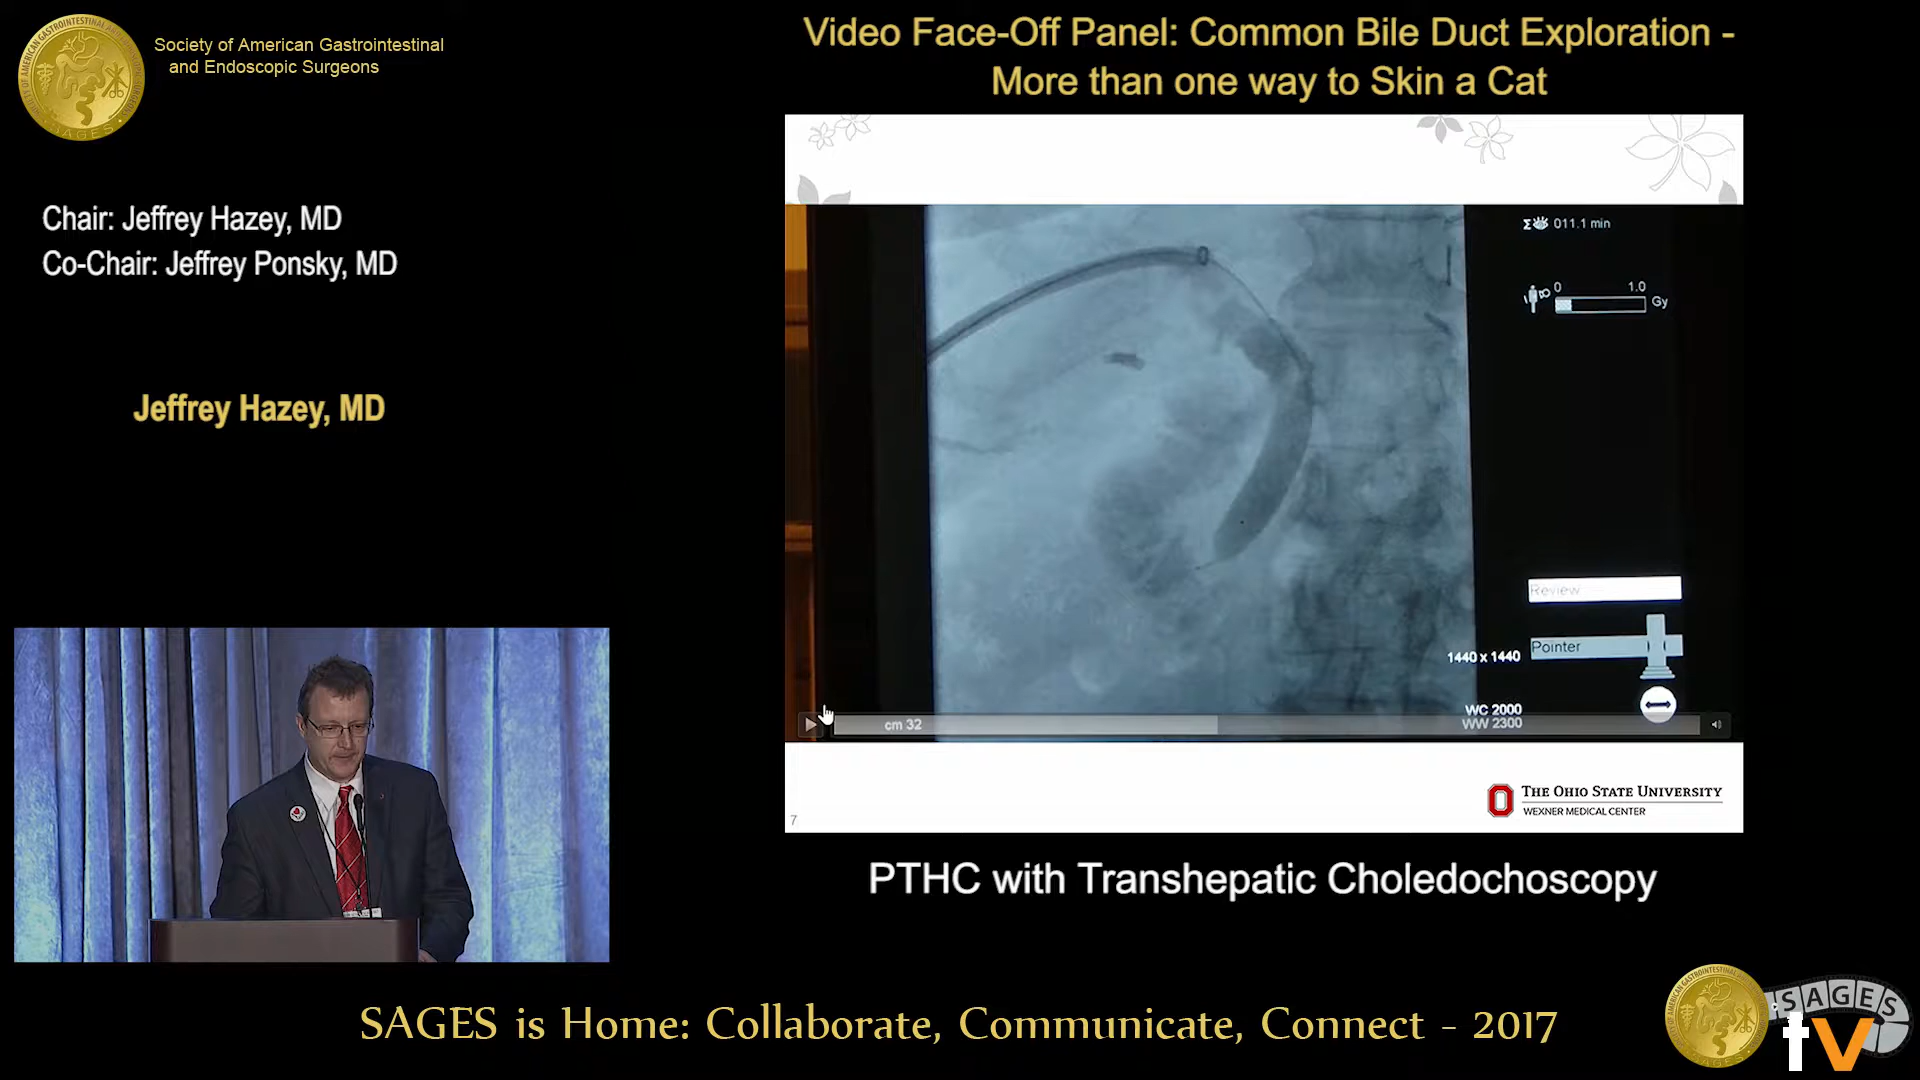 Society of American Gastrointestinal
and Endoscopic Surgeons
Video Face-Off Panel: Common Bile Duct Exploration -
More than one way to Skin a Cat
Chair: Jeffrey Hazey, MD
Co-Chair: Jeffrey Ponsky, MD
Jeffrey Hazey, MD
Σ 011.1 min
0 1.0
Gy
Review
Pointer
1440 x 1440
WC 2000
WW 2300
cm 32
THE OHIO STATE UNIVERSITY
WEXNER MEDICAL CENTER
7
PTHC with Transhepatic Choledochoscopy
SAGES is Home: Collaborate, Communicate, Connect - 2017
SAGES
tv